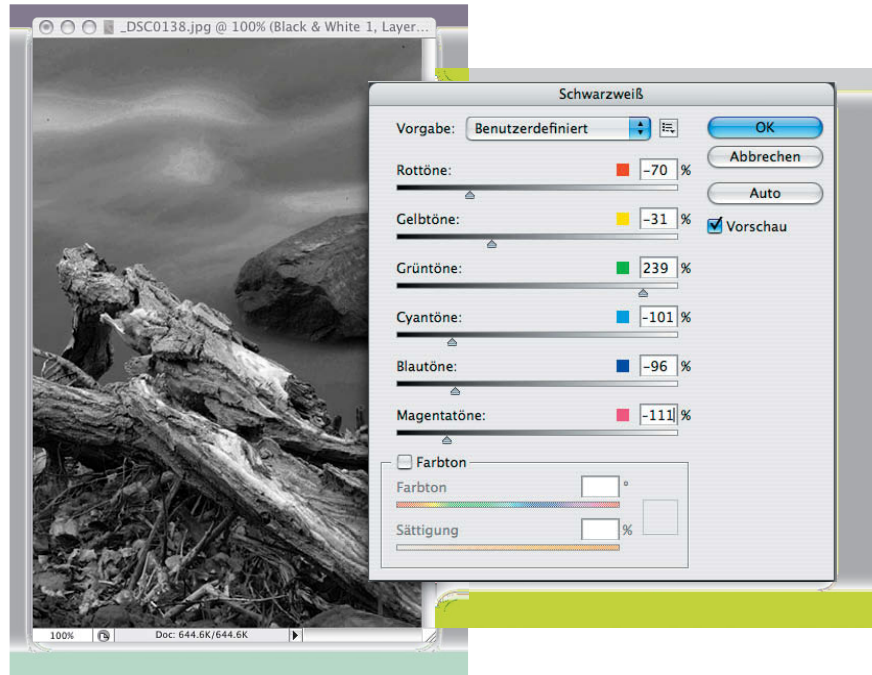 _DSC0138.jpg @ 100% (Black & White 1, Layer...
Schwarzweiß
Vorgabe: Benutzerdefiniert
OK
Abbrechen
Auto
Vorschau
Rottöne: -70 %
Gelbtöne: -31 %
Grüntöne: 239 %
Cyantöne: -101 %
Blautöne: -96 %
Magentatöne: -111 %
Farbton
Farbton °
Sättigung %
100% Doc: 644.6K/644.6K